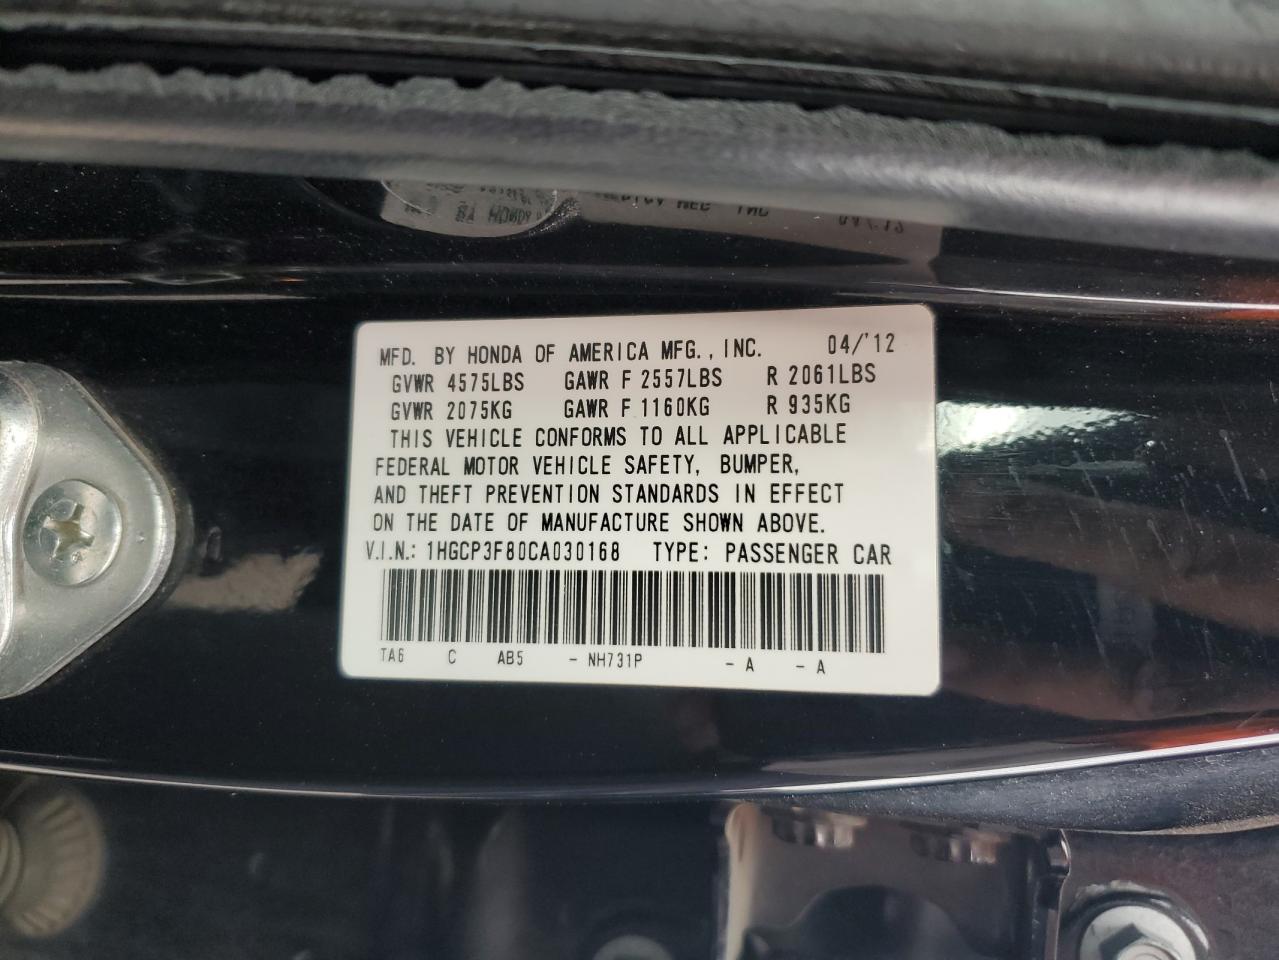 MFD. BY HONDA OF AMERICA MFG., INC. 04/'12
GVWR 4575LBS GAWR F 2557LBS R 2061LBS
GVWR 2075KG GAWR F 1160KG R 935KG
THIS VEHICLE CONFORMS TO ALL APPLICABLE
FEDERAL MOTOR VEHICLE SAFETY, BUMPER,
AND THEFT PREVENTION STANDARDS IN EFFECT
ON THE DATE OF MANUFACTURE SHOWN ABOVE.
V.I.N.: 1HGCP3F80CA030168 TYPE: PASSENGER CAR
TA6 C AB5 - NH731P - A - A